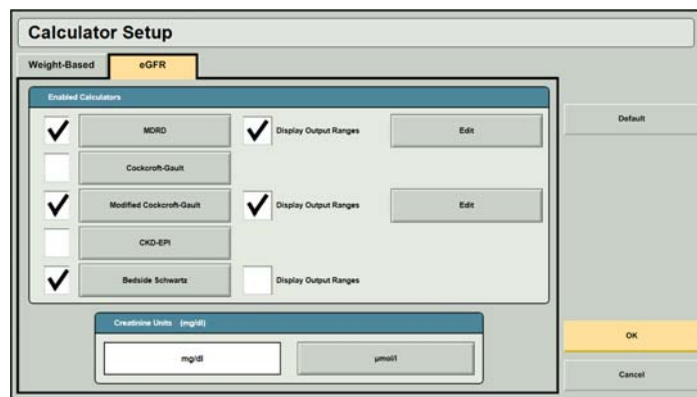 Calculator Setup
Weight-Based eGFR
Enabled Calculators
MDRD Display Output Ranges Edit
Default
Cockcroft-Gault
Modified Cockcroft-Gault Display Output Ranges Edit
CKD-EPI
Bedside Schwartz Display Output Ranges
Creatinine Units (mg/dl)
mg/dl µmol/l
OK
Cancel